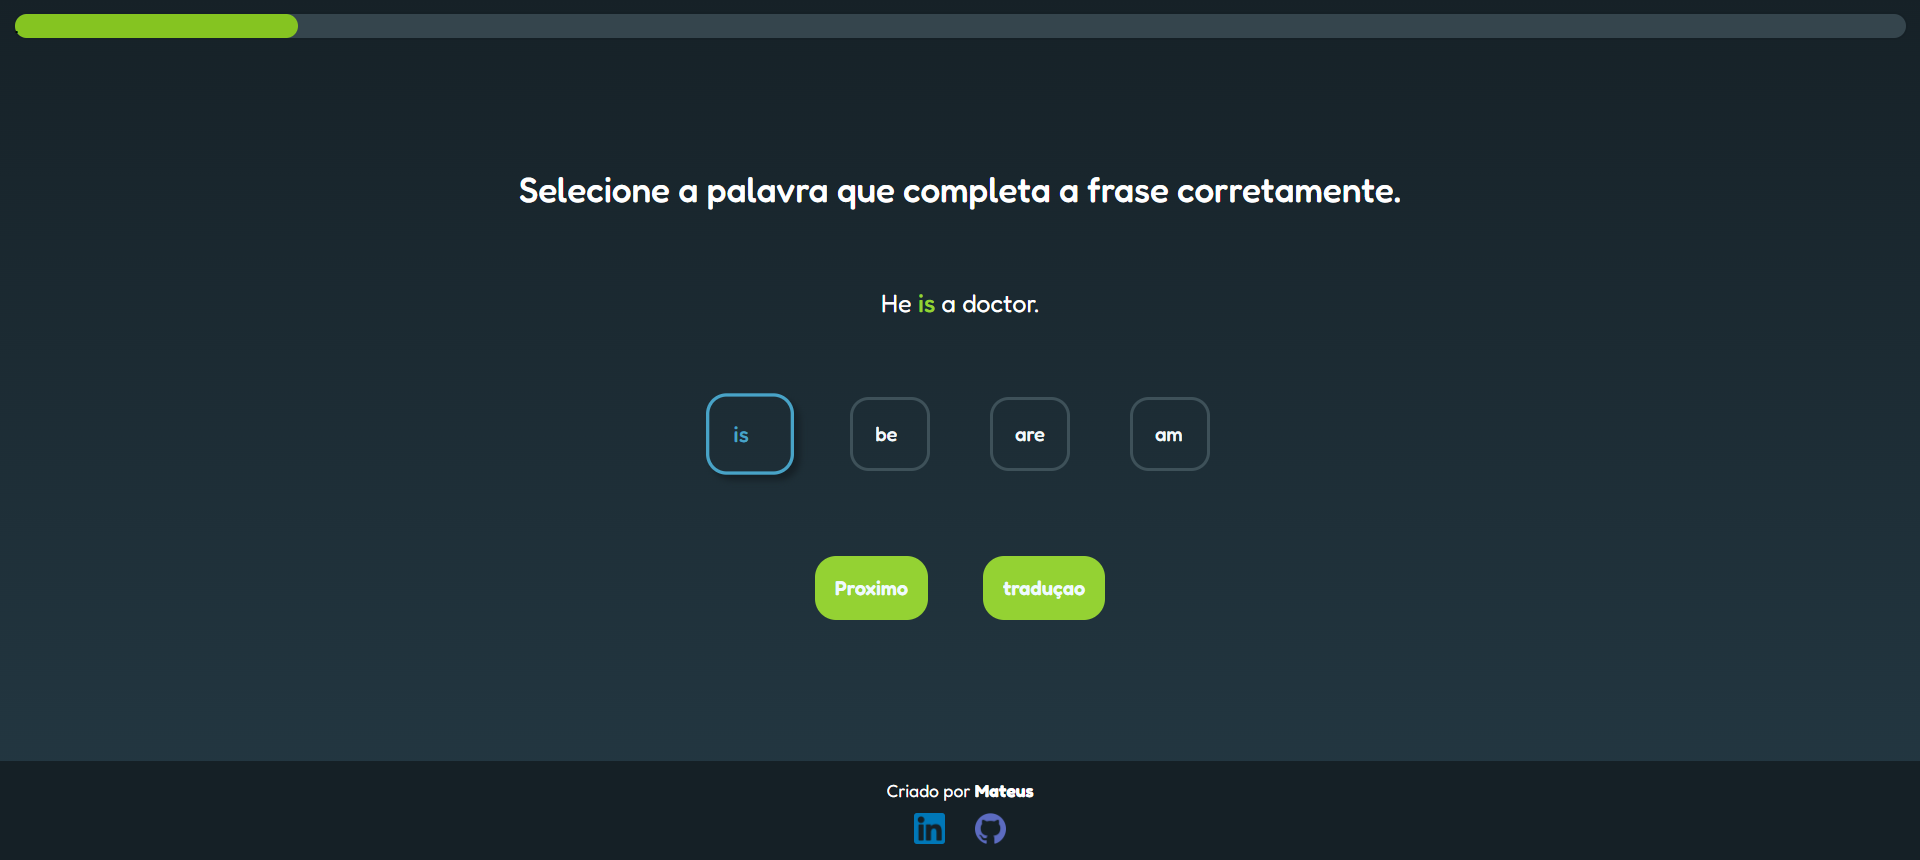 Selecione a palavra que completa a frase corretamente.
He is a doctor.
is be are am
Proximo traduçao
Criado por Mateus
in